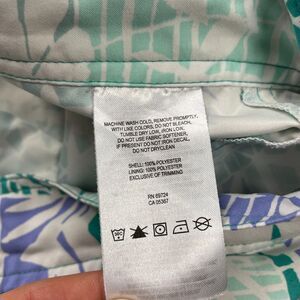 MACHINE WASH COLD, REMOVE PROMPTLY,
WITH LIKE COLORS, DO NOT BLEACH,
TUMBLE DRY LOW, IRON LOW,
DO NOT USE FABRIC SOFTENER,
IF PRESENT DO NOT IRON DECAL,
DO NOT DRYCLEAN
SHELL: 100% POLYESTER
LINING: 100% POLYESTER
EXCLUSIVE OF TRIMMING
RN 69724
CA 05367